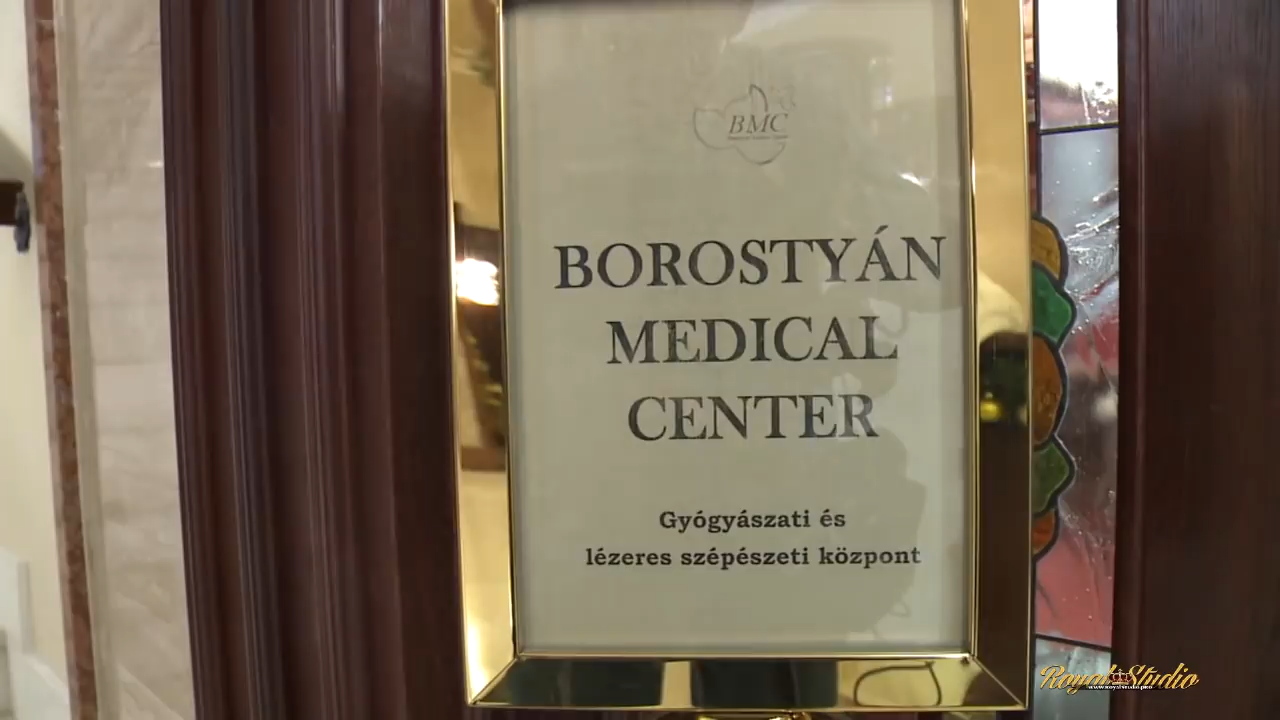 BMC
BOROSTYÁN
MEDICAL
CENTER
Gyógyászati és
lézeres szépészeti központ
Royal Studio